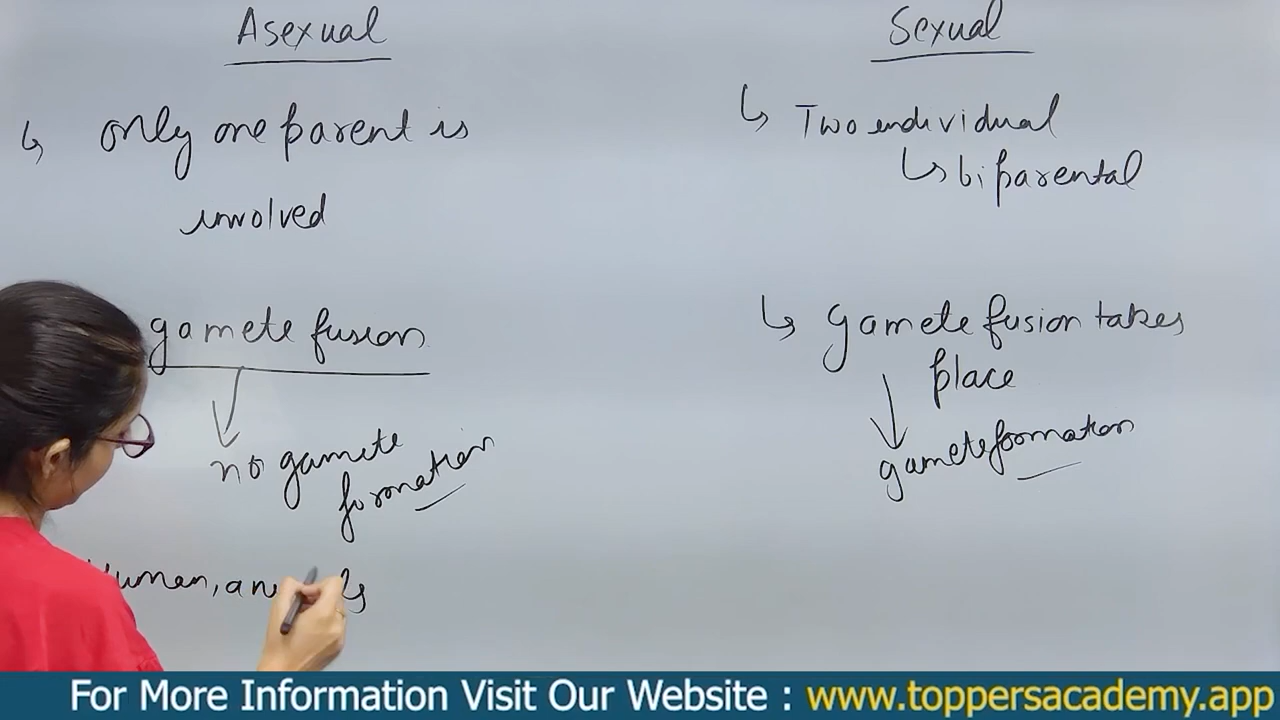 Asexual
↳ only one parent is
involved
gamete fusion
no gamete
formation
Sexual
↳ Two individual
↳ biparental
↳ Gamete fusion takes
place
gamete formation
For More Information Visit Our Website : www.toppersacademy.app